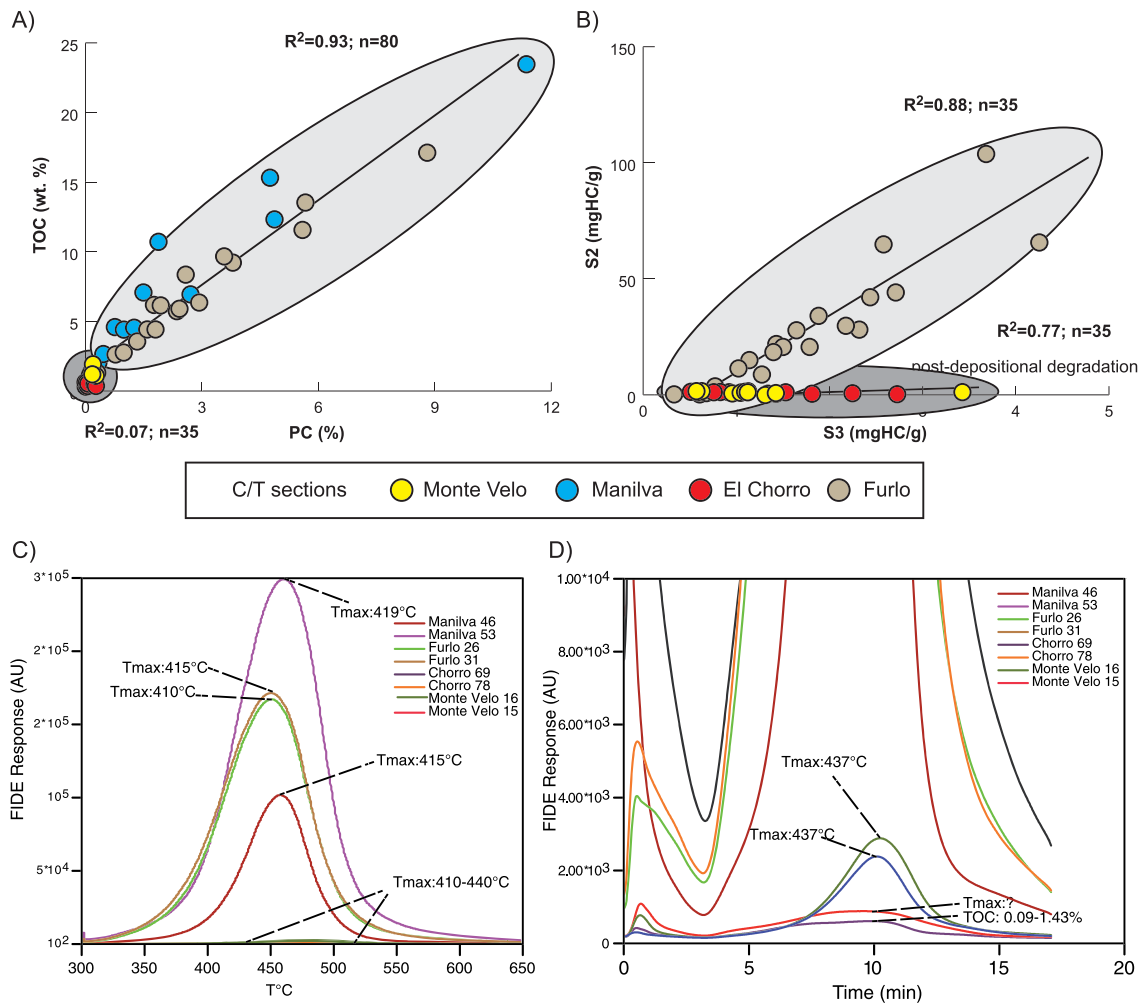 A)
R²=0.93; n=80
25
20
15
10
5
0
3
6
9
12
TOC (wt. %)
PC (%)
R²=0.07; n=35
B)
150
100
50
0
0
4
5
R²=0.88; n=35
R²=0.77; n=35
post-depositional degradation
S2 (mgHC/g)
S3 (mgHC/g)
C/T sections
Monte Velo
Manilva
El Chorro
Furlo
C)
3*10⁵
2*10⁵
2*10⁵
10⁵
5*10⁴
10²
300
350
400
450
500
550
600
650
FIDE Response (AU)
T°C
Tmax:419°C
Tmax:415°C
Tmax:410°C
Tmax:415°C
Tmax:410-440°C
Manilva 46
Manilva 53
Furlo 26
Furlo 31
Chorro 69
Chorro 78
Monte Velo 16
Monte Velo 15
D)
1.00*10⁴
8.00*10³
6.00*10³
4.00*10³
2.00*10³
0
0
5
10
15
20
FIDE Response (AU)
Time (min)
Manilva 46
Manilva 53
Furlo 26
Furlo 31
Chorro 69
Chorro 78
Monte Velo 16
Monte Velo 15
Tmax:437°C
Tmax:437°C
Tmax:?
TOC: 0.09-1.43%